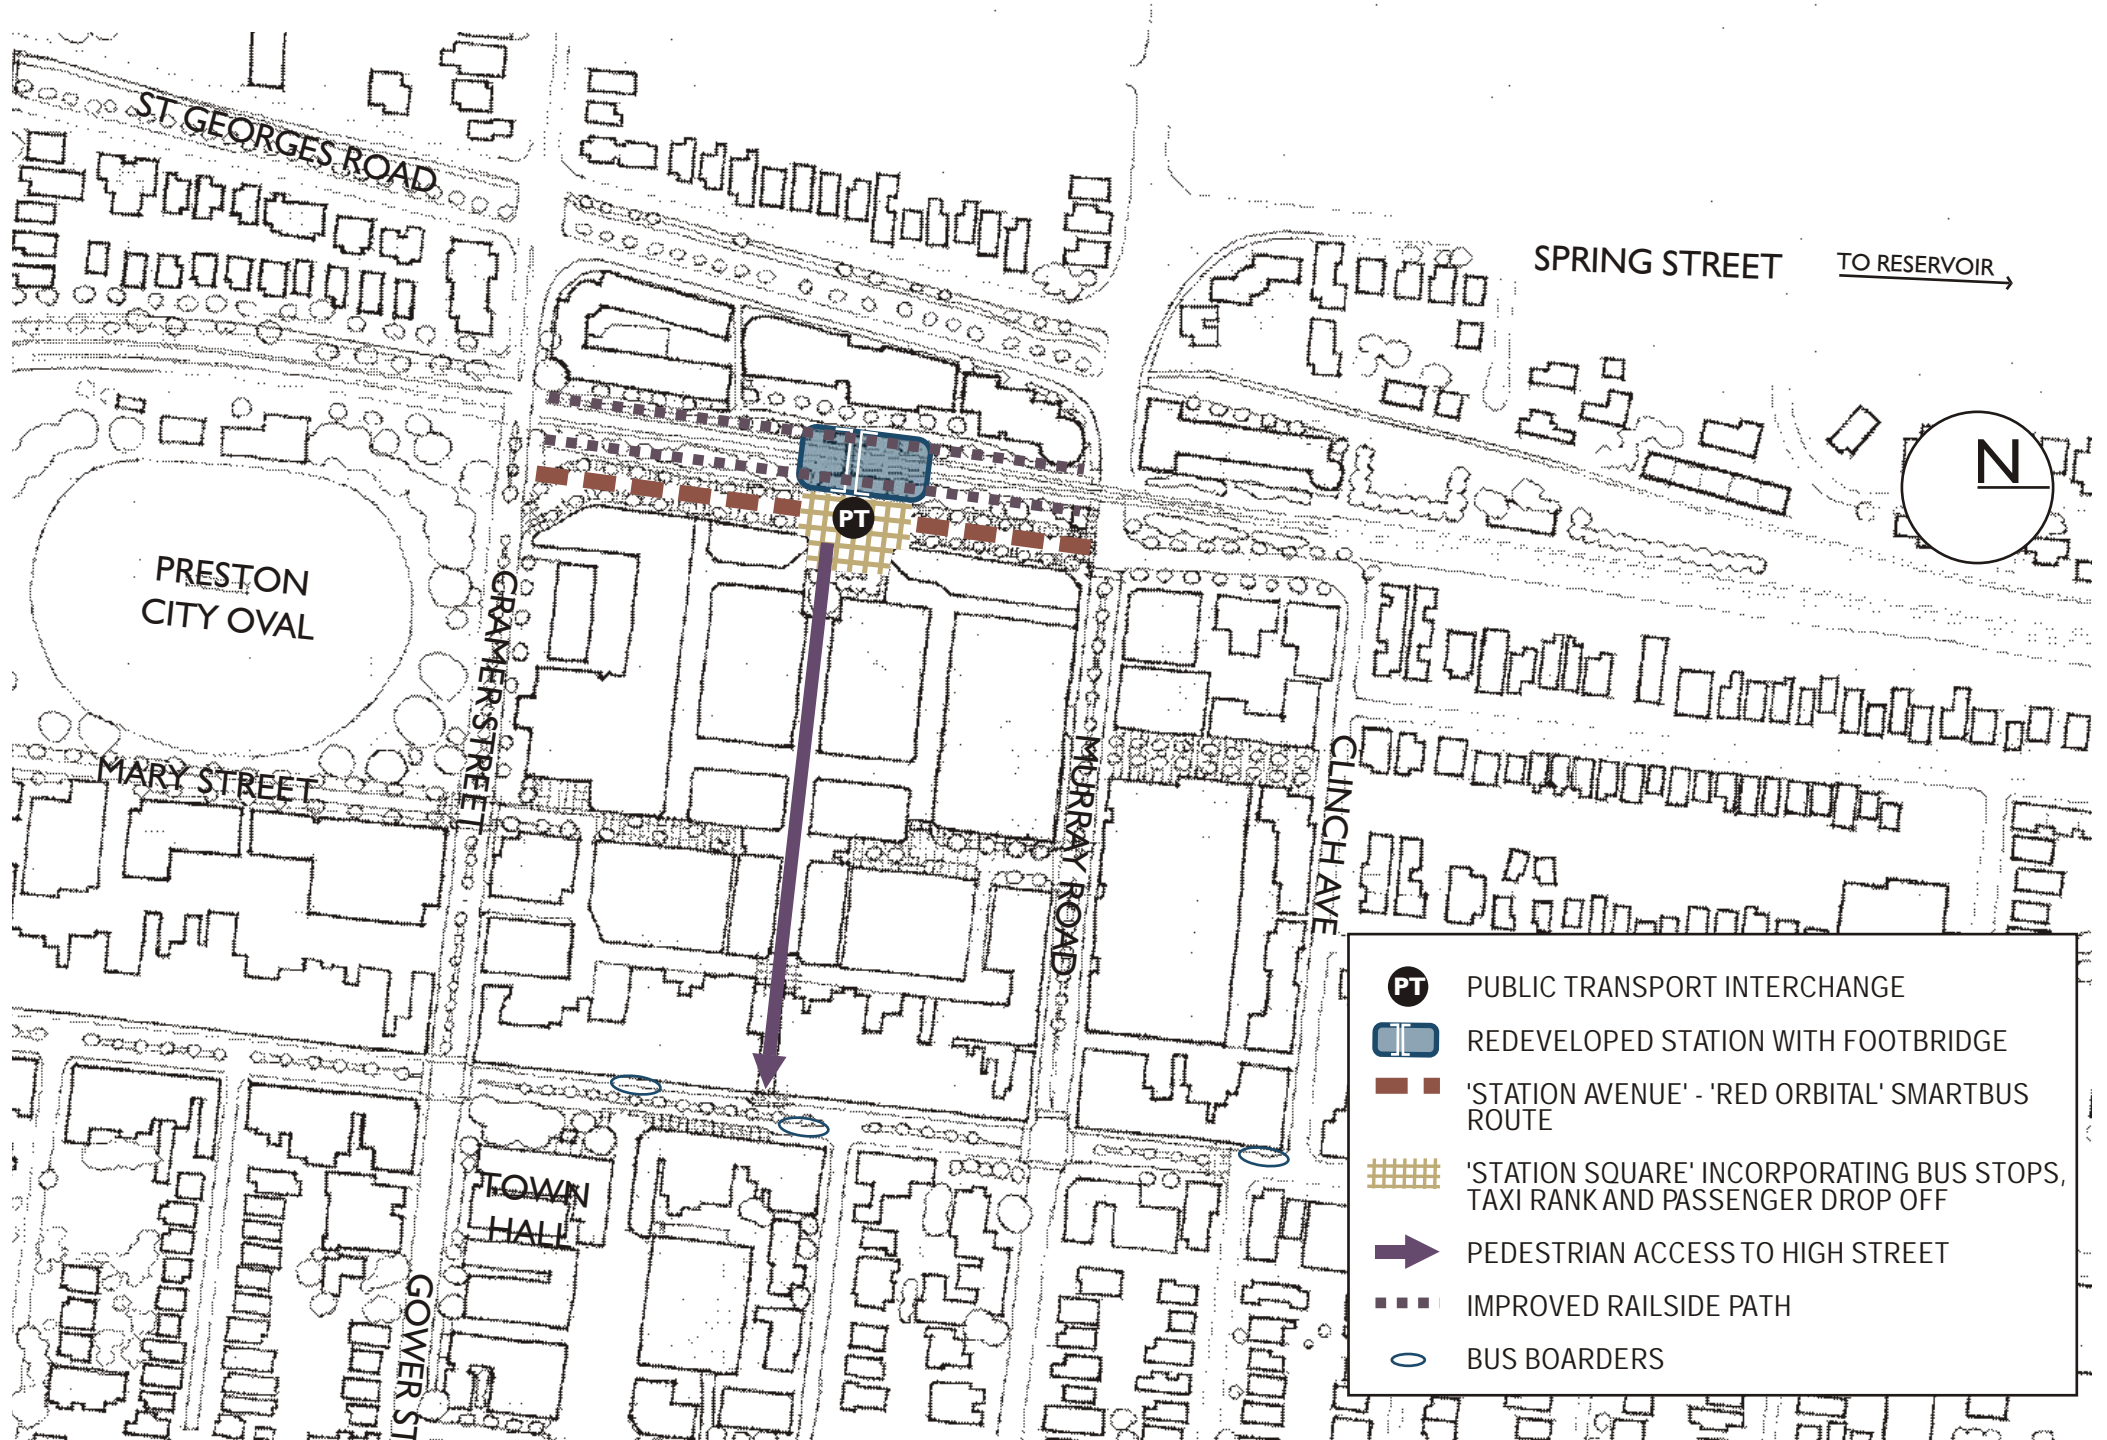 ST GEORGES ROAD
SPRING STREET
TO RESERVOIR
N
PT
PRESTON
CITY OVAL
CRAMER STREET
MARY STREET
MURRAY ROAD
CLINCH AVE
TOWN
HALL
GOWER ST
PT PUBLIC TRANSPORT INTERCHANGE
REDEVELOPED STATION WITH FOOTBRIDGE
'STATION AVENUE' - 'RED ORBITAL' SMARTBUS
ROUTE
'STATION SQUARE' INCORPORATING BUS STOPS,
TAXI RANK AND PASSENGER DROP OFF
PEDESTRIAN ACCESS TO HIGH STREET
IMPROVED RAILSIDE PATH
BUS BOARDERS